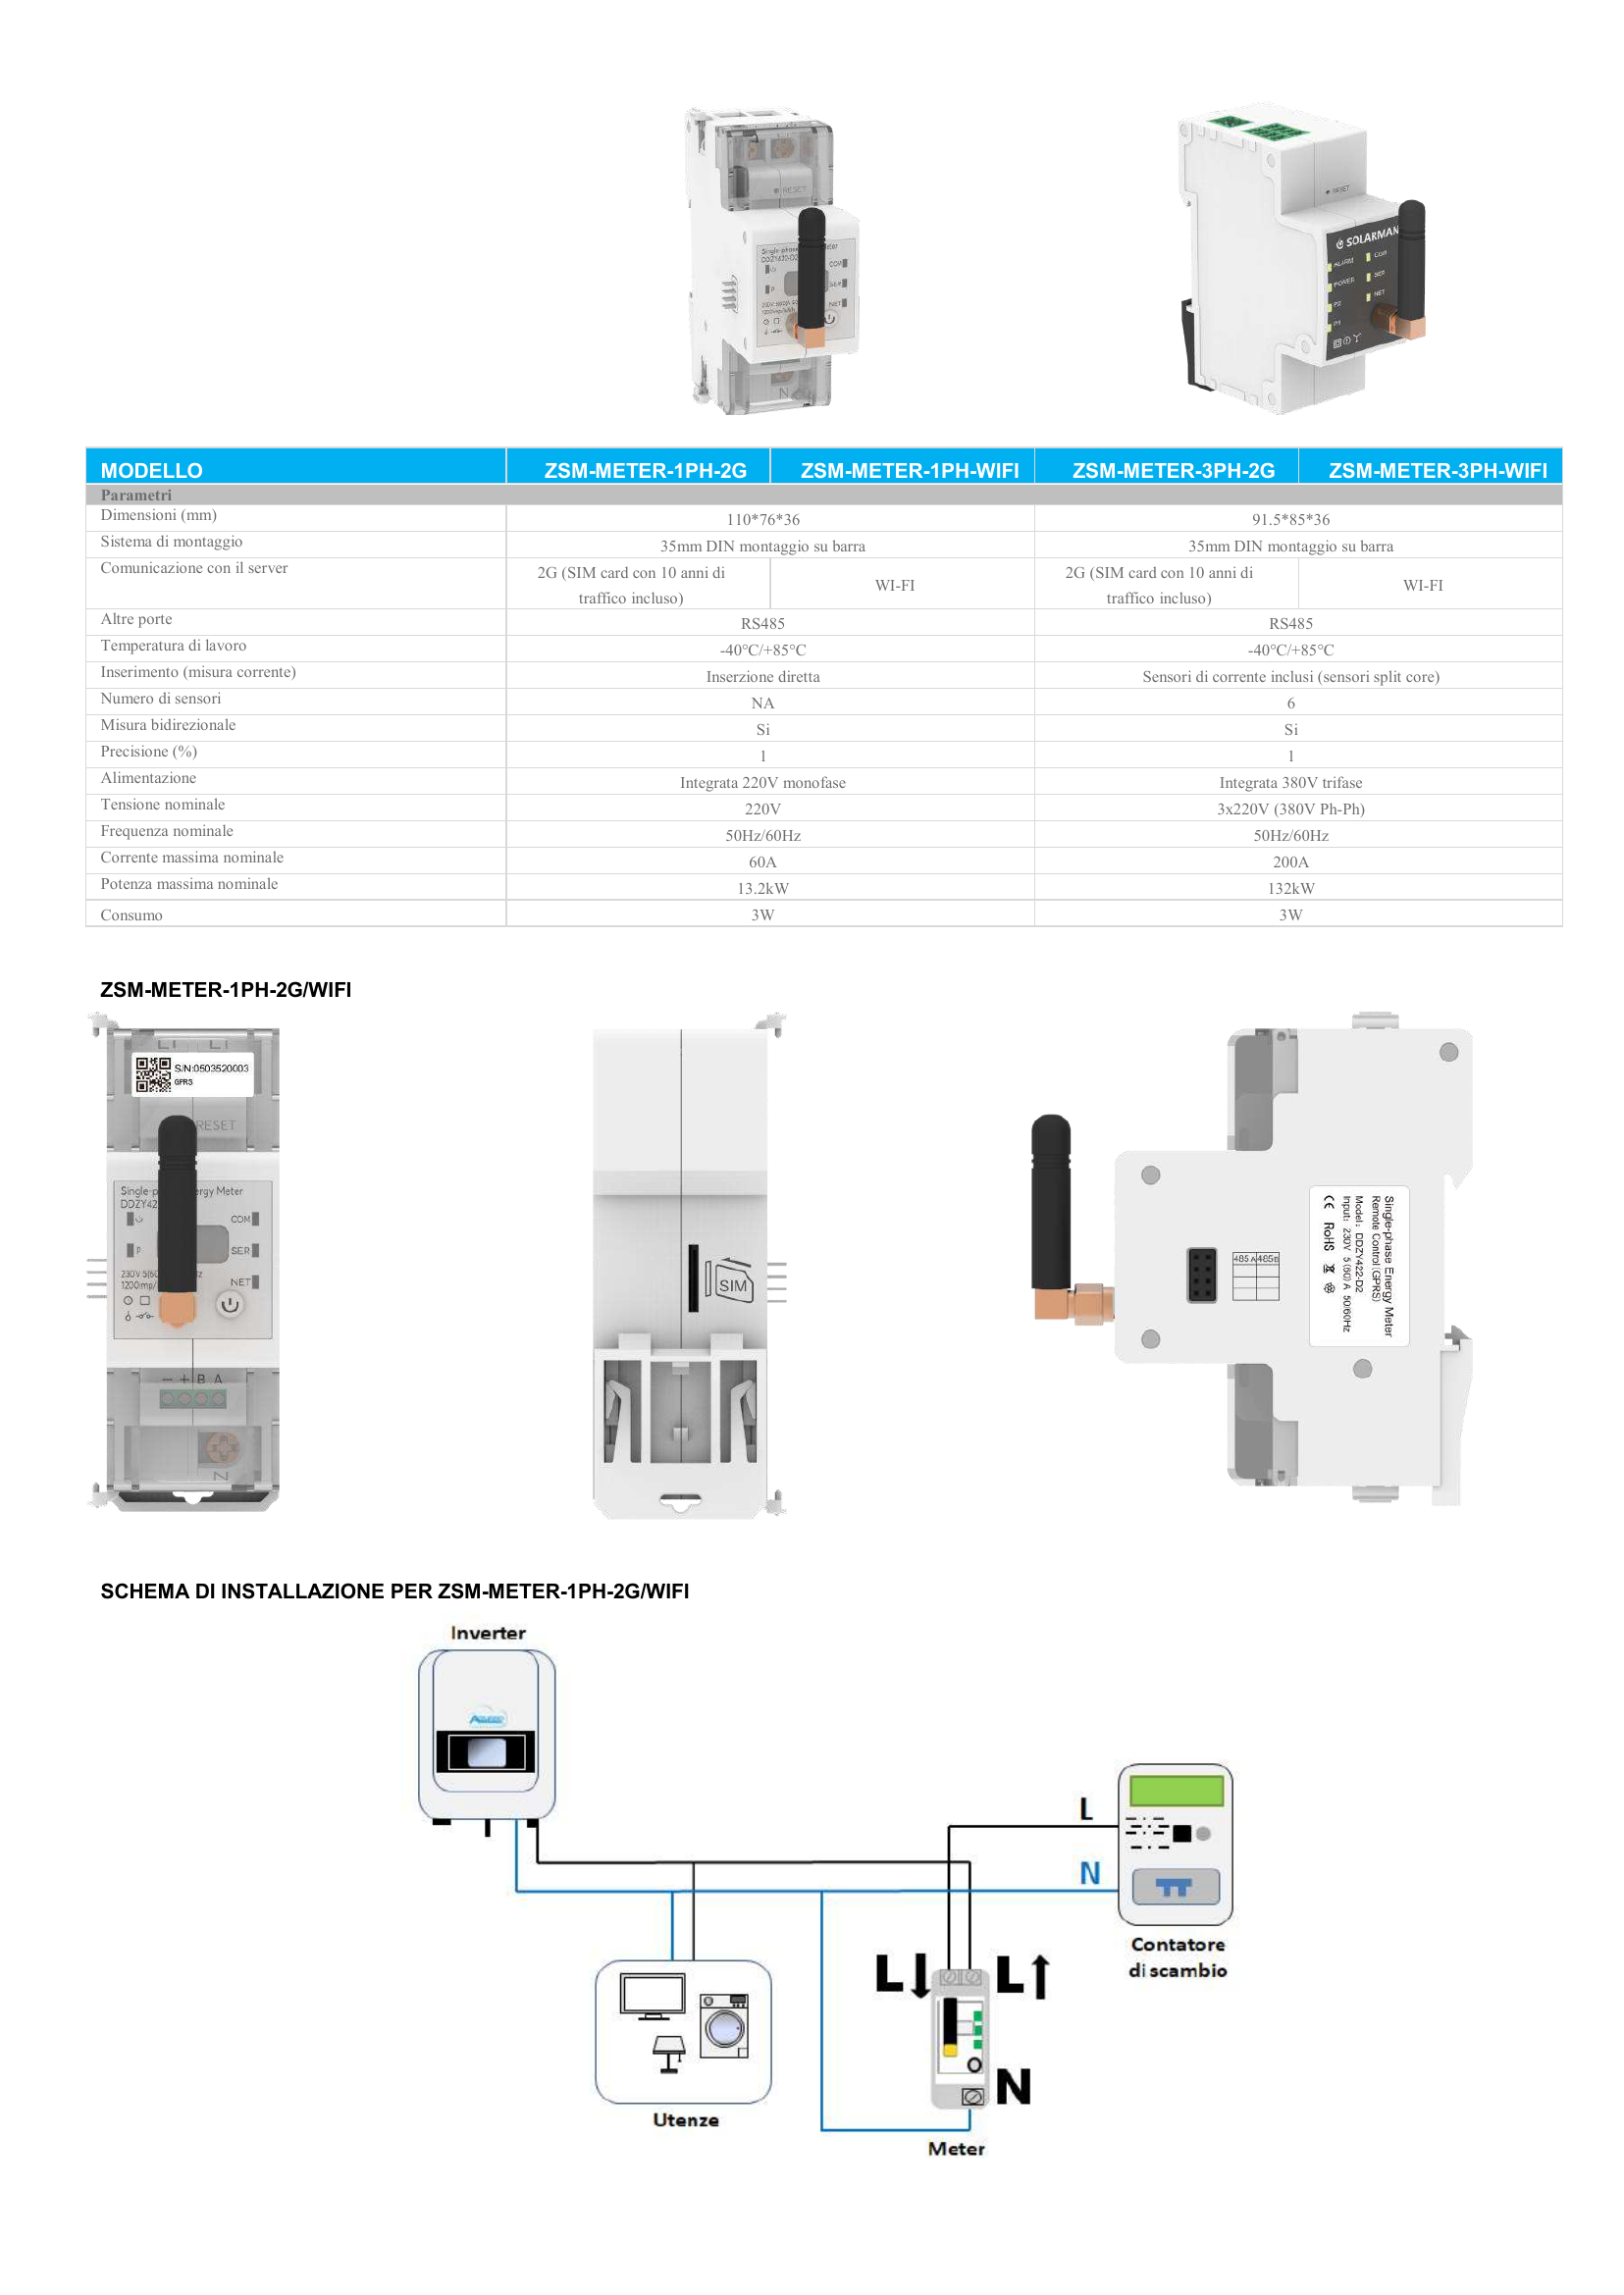 RESET
Single-phase
COM
SER
NET
N
RESET
SOLARMAN
ALARM
COM
POWER
SER
P2
NET
P1
MODELLO ZSM-METER-1PH-2G ZSM-METER-1PH-WIFI ZSM-METER-3PH-2G ZSM-METER-3PH-WIFI
Parametri
Dimensioni (mm) 110*76*36 91.5*85*36
Sistema di montaggio 35mm DIN montaggio su barra 35mm DIN montaggio su barra
Comunicazione con il server 2G (SIM card con 10 anni di traffico incluso) WI-FI 2G (SIM card con 10 anni di traffico incluso) WI-FI
Altre porte RS485 RS485
Temperatura di lavoro -40°C/+85°C -40°C/+85°C
Inserimento (misura corrente) Inserzione diretta Sensori di corrente inclusi (sensori split core)
Numero di sensori NA 6
Misura bidirezionale Si Si
Precisione (%) 1 1
Alimentazione Integrata 220V monofase Integrata 380V trifase
Tensione nominale 220V 3x220V (380V Ph-Ph)
Frequenza nominale 50Hz/60Hz 50Hz/60Hz
Corrente massima nominale 60A 200A
Potenza massima nominale 13.2kW 132kW
Consumo 3W 3W
ZSM-METER-1PH-2G/WIFI
S/N:0503520003
GPRS
RESET
Single-p rgy Meter
DDZY42
COM
P SER
230V 5(60 z
1200imp/ NET
- + B A
N
SIM
485A 485B
Single-phase Energy Meter
Remote Control(GPRS)
Model: DDZY422-D2
Input: 230V 5(60)A 50/60Hz
CE RoHS
SCHEMA DI INSTALLAZIONE PER ZSM-METER-1PH-2G/WIFI
Inverter
L
N
Contatore
di scambio
L↓ L↑
N
Utenze
Meter